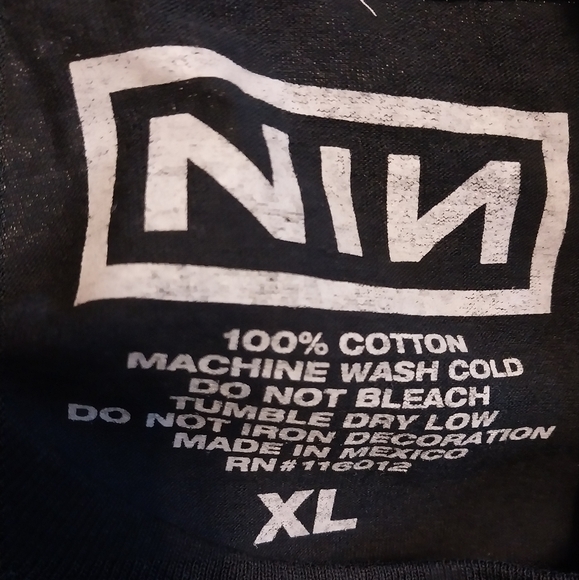 NIN
100% COTTON
MACHINE WASH COLD
DO NOT BLEACH
TUMBLE DRY LOW
DO NOT IRON DECORATION
MADE IN MEXICO
RN#116012
XL